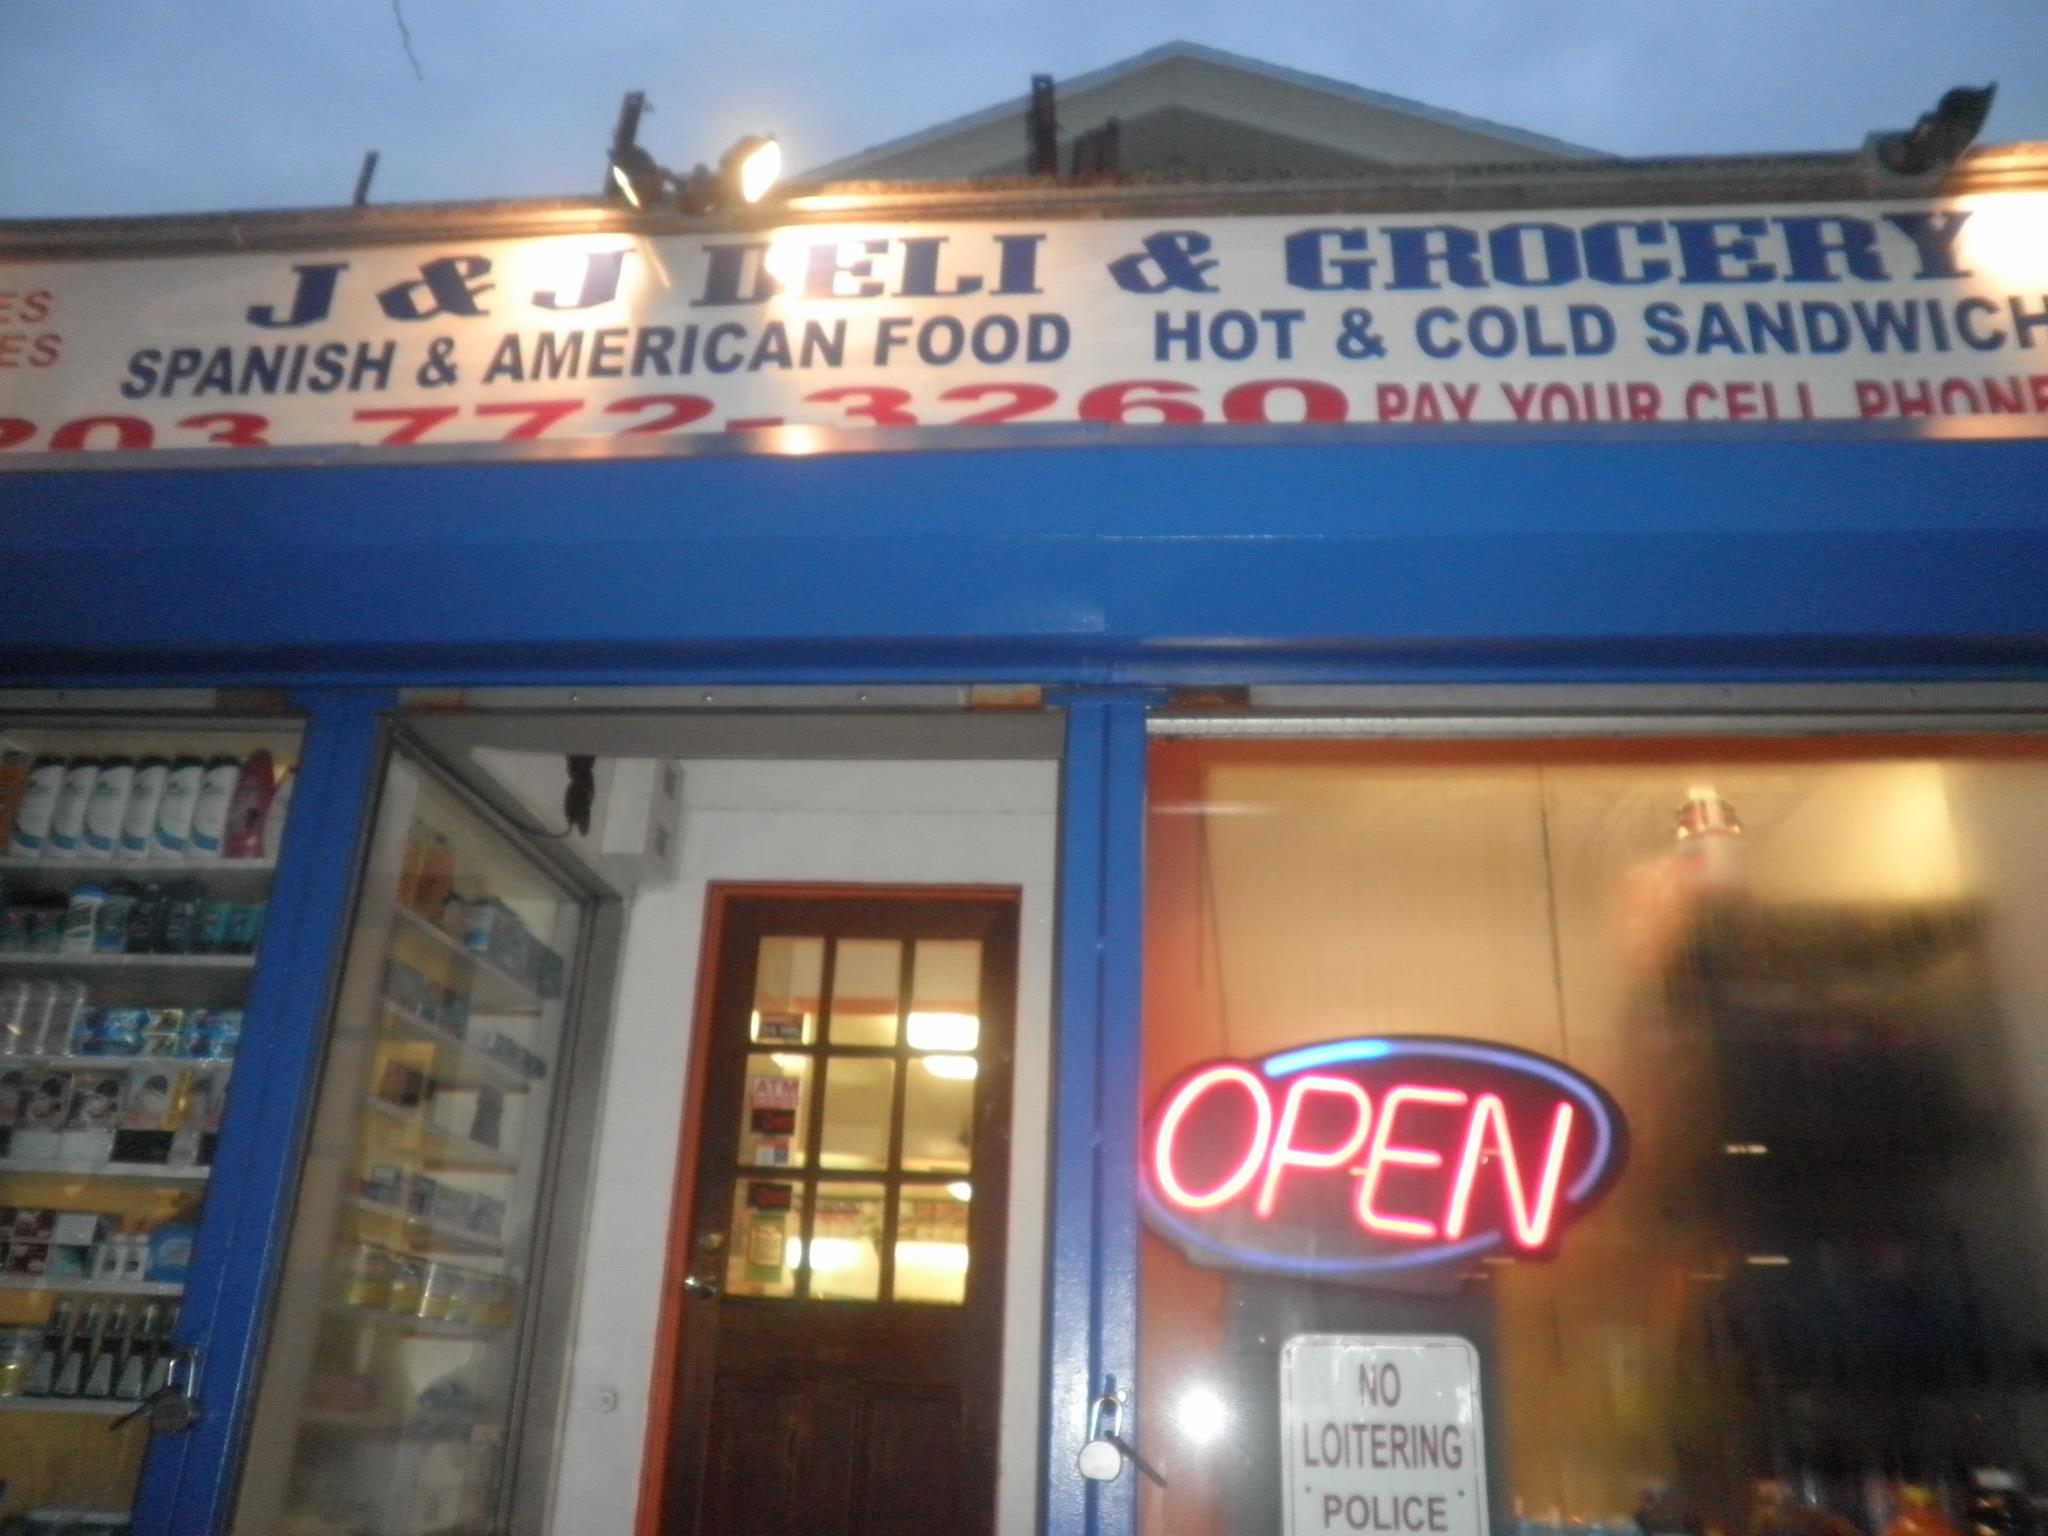 J & J DELI & GROCERY
SPANISH & AMERICAN FOOD HOT & COLD SANDWICH
203 772-3260 PAY YOUR CELL PHONE
ATM
OPEN
NO
LOITERING
POLICE